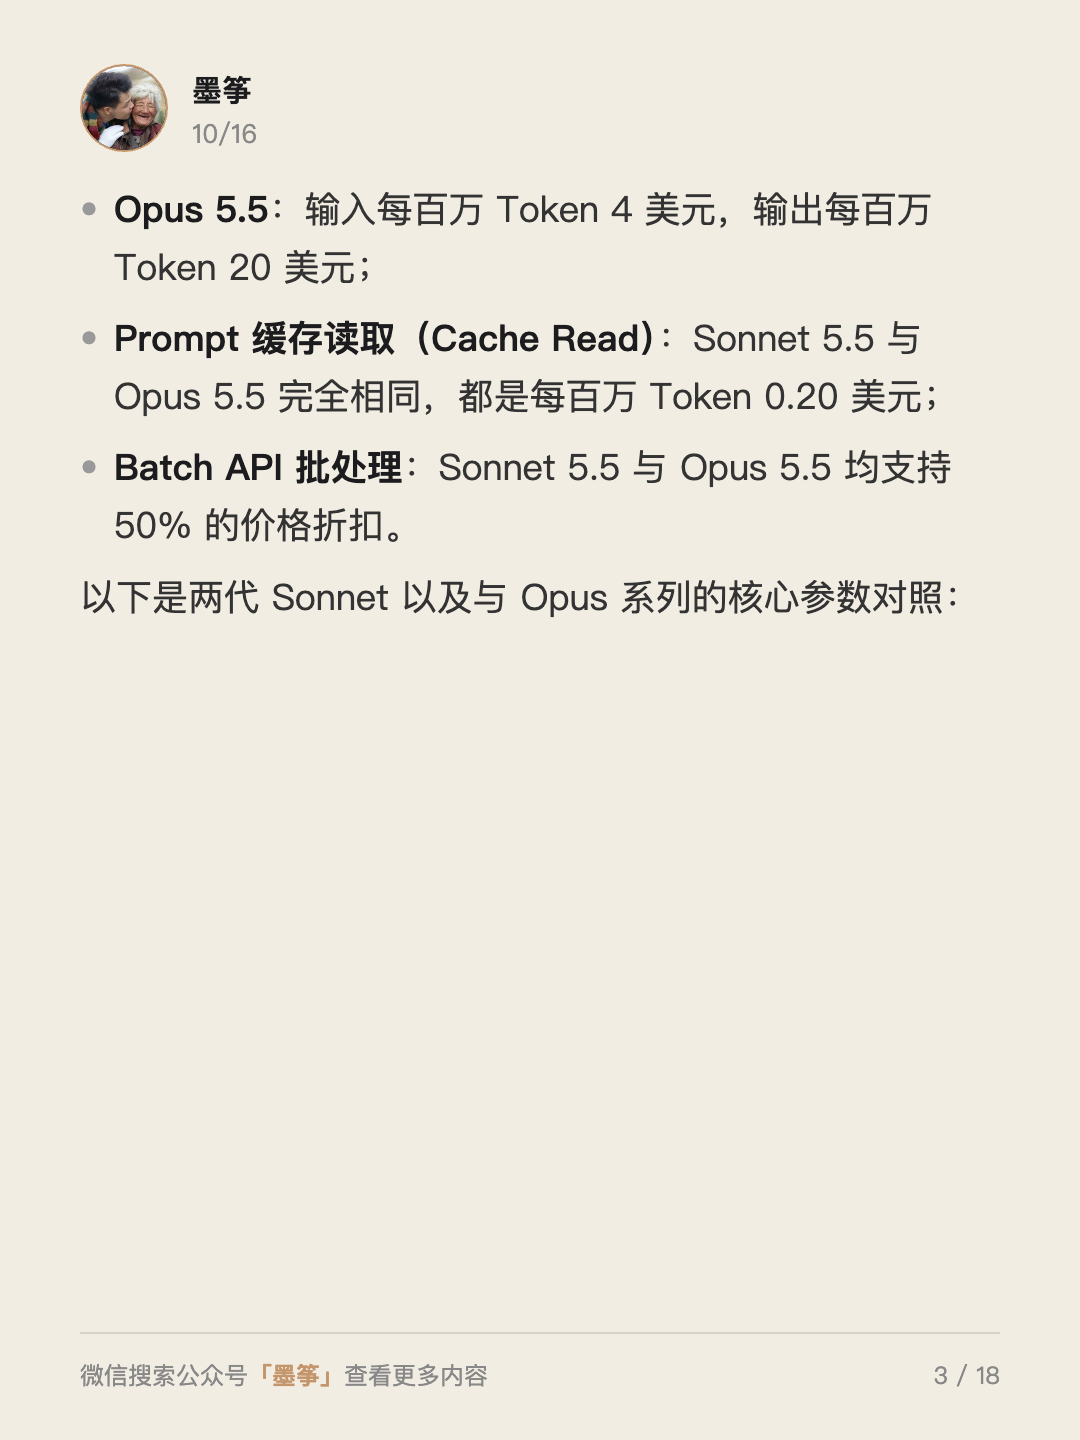 墨筝
10/16
Opus 5.5：输入每百万 Token 4 美元，输出每百万
Token 20 美元；
Prompt 缓存读取（Cache Read）：Sonnet 5.5 与
Opus 5.5 完全相同，都是每百万 Token 0.20 美元；
Batch API 批处理：Sonnet 5.5 与 Opus 5.5 均支持
50% 的价格折扣。
以下是两代 Sonnet 以及与 Opus 系列的核心参数对照：
微信搜索公众号「墨筝」查看更多内容
3 / 18